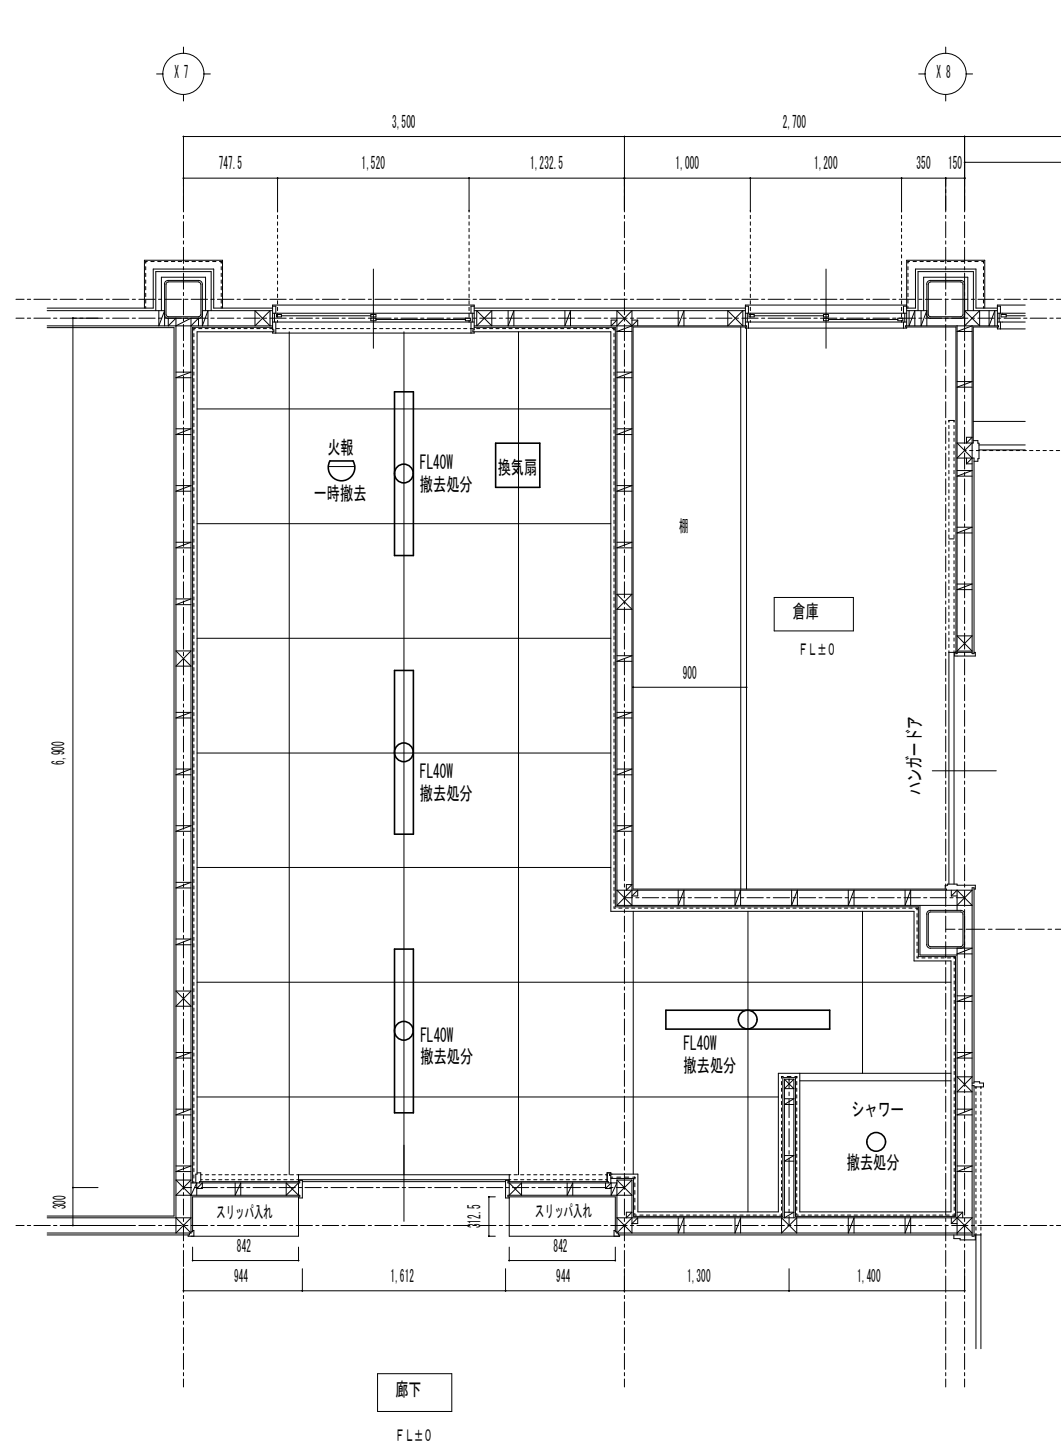 X7
X8
3,500
2,700
747.5
1,520
1,232.5
1,000
1,200
350
150
火報
一時撤去
FL40W
撤去処分
換気扇
棚
倉庫
FL±0
900
ハンガードア
6,900
FL40W
撤去処分
FL40W
撤去処分
FL40W
撤去処分
シャワー
撤去処分
300
スリッパ入れ
312.5
スリッパ入れ
842
842
944
1,612
944
1,300
1,400
廊下
FL±0